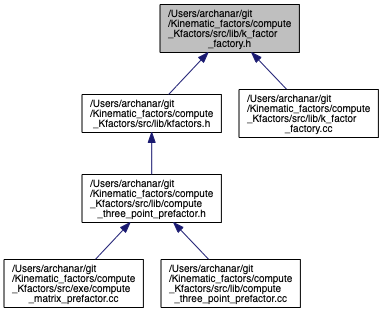 /Users/archanar/git
/Kinematic_factors/compute
_Kfactors/src/lib/k_factor
_factory.h
/Users/archanar/git
/Kinematic_factors/compute
_Kfactors/src/lib/kfactors.h
/Users/archanar/git
/Kinematic_factors/compute
_Kfactors/src/lib/k_factor
_factory.cc
/Users/archanar/git
/Kinematic_factors/compute
_Kfactors/src/lib/compute
_three_point_prefactor.h
/Users/archanar/git
/Kinematic_factors/compute
_Kfactors/src/exe/compute
_matrix_prefactor.cc
/Users/archanar/git
/Kinematic_factors/compute
_Kfactors/src/lib/compute
_three_point_prefactor.cc